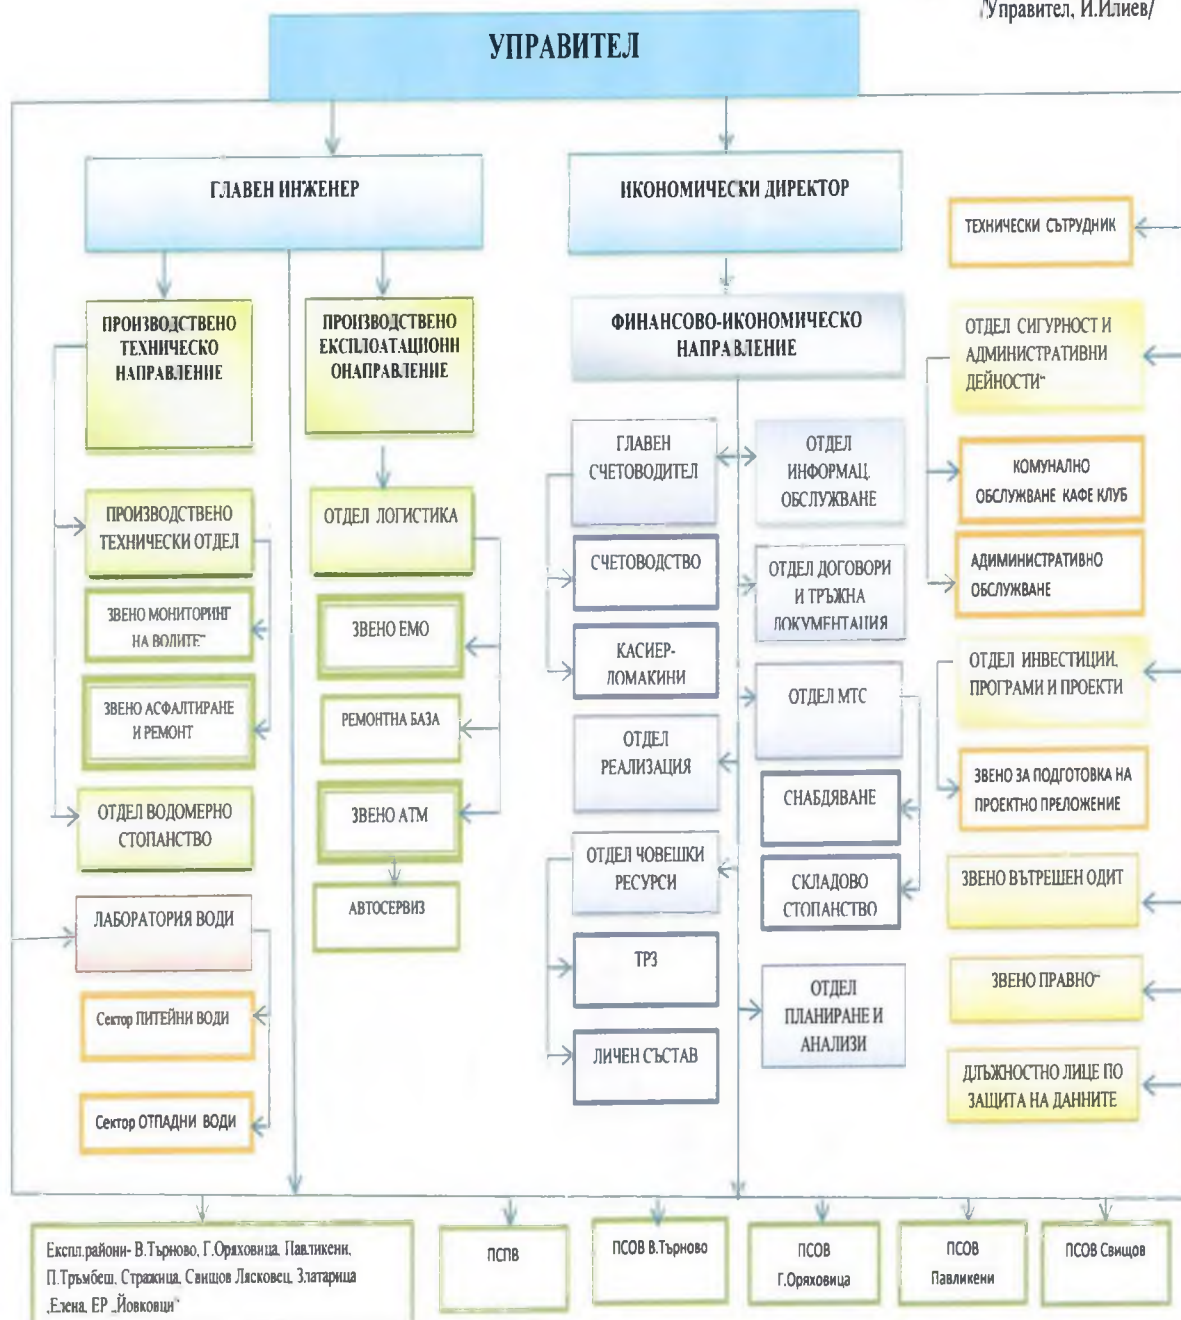 /Управител, И.Илиев/
УПРАВИТЕЛ
ГЛАВЕН ИНЖЕНЕР
ИКОНОМИЧЕСКИ ДИРЕКТОР
ТЕХНИЧЕСКИ СЪТРУДНИК
ПРОИЗВОДСТВЕНО
ТЕХНИЧЕСКО
НАПРАВЛЕНИЕ
ПРОИЗВОДСТВЕНО
ЕКСПЛОАТАЦИОНН
ОНАПРАВЛЕНИЕ
ФИНАНСОВО-ИКОНОМИЧЕСКО
НАПРАВЛЕНИЕ
ОТДЕЛ СИГУРНОСТ И
АДМИНИСТРАТИВНИ
ДЕЙНОСТИ"
ГЛАВЕН
СЧЕТОВОДИТЕЛ
ОТДЕЛ
ИНФОРМАЦ.
ОБСЛУЖВАНЕ
КОМУНАЛНО
ОБСЛУЖВАНЕ КАФЕ КЛУБ
ПРОИЗВОДСТВЕНО
ТЕХНИЧЕСКИ ОТДЕЛ
ОТДЕЛ ЛОГИСТИКА
СЧЕТОВОДСТВО
ОТДЕЛ ДОГОВОРИ
И ТРЪЖНА
ДОКУМЕНТАЦИЯ
АДИМИНИСТРАТИВНО
ОБСЛУЖВАНЕ
ЗВЕНО МОНИТОРИНГ
НА ВОДИТЕ"
ЗВЕНО ЕМО
КАСИЕР-
ДОМАКИНИ
ОТДЕЛ МТС
ОТДЕЛ ИНВЕСТИЦИИ,
ПРОГРАМИ И ПРОЕКТИ
ЗВЕНО АСФАЛТИРАНЕ
И РЕМОНТ
РЕМОНТНА БАЗА
ОТДЕЛ
РЕАЛИЗАЦИЯ
СНАБДЯВАНЕ
ЗВЕНО ЗА ПОДГОТОВКА НА
ПРОЕКТНО ПРЕЛОЖЕНИЕ
ОТДЕЛ ВОДОМЕРНО
СТОПАНСТВО
ЗВЕНО АТМ
ОТДЕЛ ЧОВЕШКИ
РЕСУРСИ
СКЛАДОВО
СТОПАНСТВО
ЗВЕНО ВЪТРЕШЕН ОДИТ
ЛАБОРАТОРИЯ ВОДИ
АВТОСЕРВИЗ
ТРЗ
ОТДЕЛ
ПЛАНИРАНЕ И
АНАЛИЗИ
ЗВЕНО ПРАВНО"
Сектор ПИТЕЙНИ ВОДИ
ЛИЧЕН СЪСТАВ
ДЛЪЖНОСТНО ЛИЦЕ ПО
ЗАЩИТА НА ДАННИТЕ
Сектор ОТПАДНИ ВОДИ
Експл.райони- В.Търново, Г.Оряховица, Павликени,
П.Тръмбеш, Стражица, Свищов Лясковец, Златарица
,Елена, ЕР „Йовковци"
ПСПВ
ПСОВ В.Търново
ПСОВ
Г.Оряховица
ПСОВ
Павликени
ПСОВ Свищов